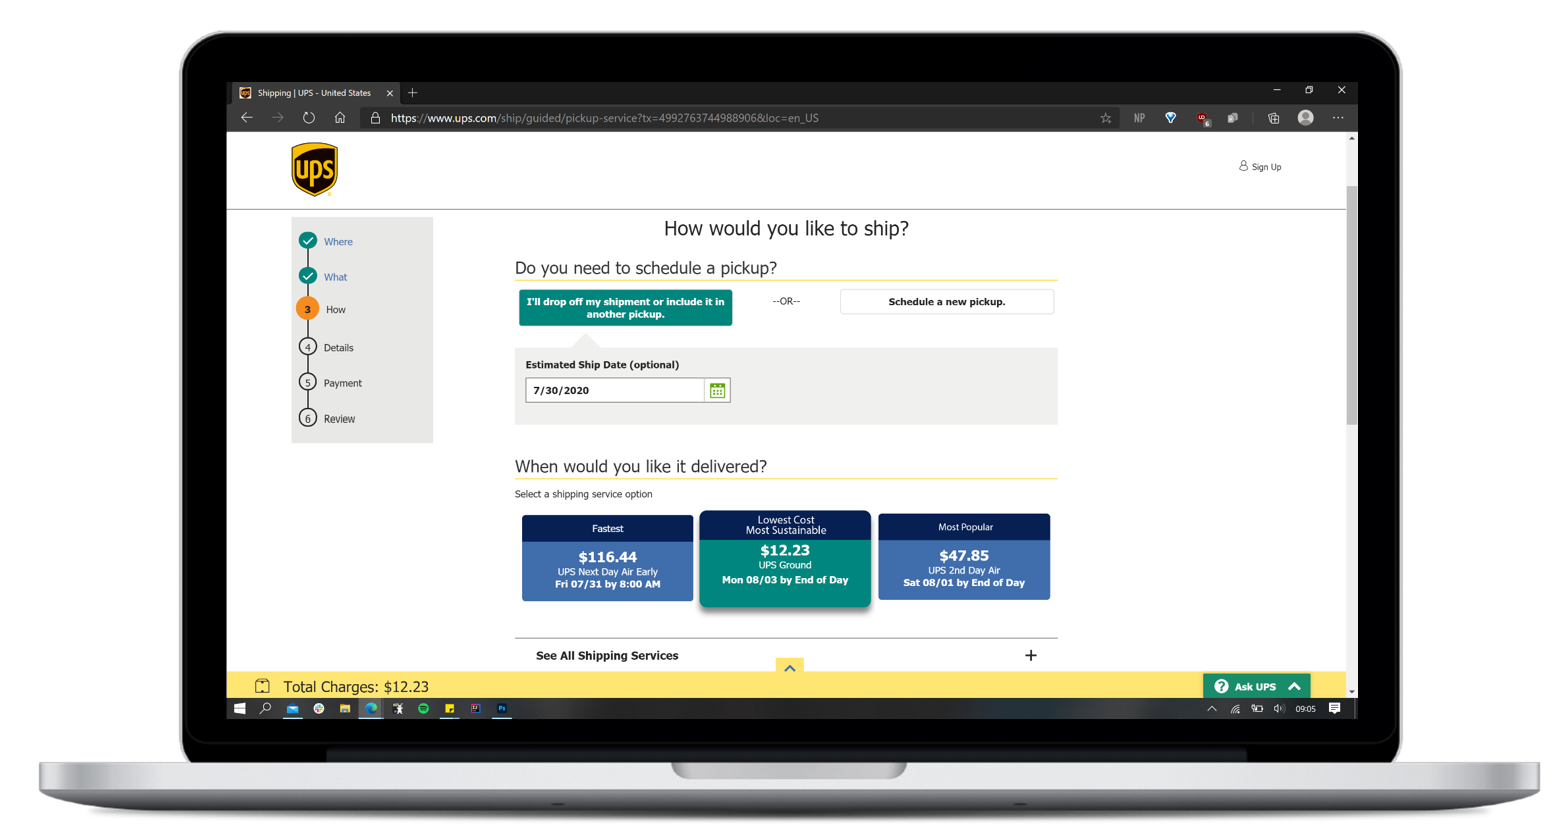 Shipping | UPS - United States
https://www.ups.com/ship/guided/pickup-service?tx=4992763744988906&loc=en_US
NP
6
ups
Sign Up
Where
What
3 How
4 Details
5 Payment
6 Review
How would you like to ship?
Do you need to schedule a pickup?
I'll drop off my shipment or include it in
another pickup.
--OR--
Schedule a new pickup.
Estimated Ship Date (optional)
7/30/2020
When would you like it delivered?
Select a shipping service option
Fastest
$116.44
UPS Next Day Air Early
Fri 07/31 by 8:00 AM
Lowest Cost
Most Sustainable
$12.23
UPS Ground
Mon 08/03 by End of Day
Most Popular
$47.85
UPS 2nd Day Air
Sat 08/01 by End of Day
See All Shipping Services
Total Charges: $12.23
? Ask UPS
Ps
09:05